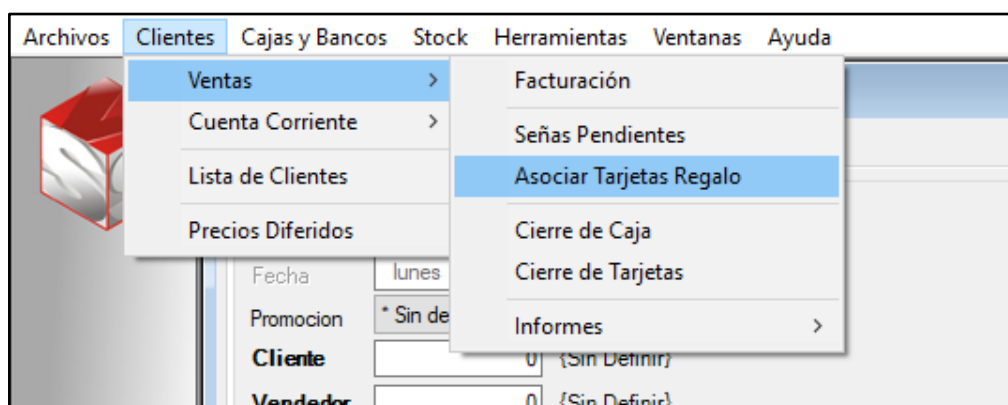 Archivos Clientes Cajas y Bancos Stock Herramientas Ventanas Ayuda
Ventas >
Cuenta Corriente >
Lista de Clientes
Precios Diferidos
Facturación
Señas Pendientes
Asociar Tarjetas Regalo
Cierre de Caja
Cierre de Tarjetas
Informes >
Fecha lunes
Promocion * Sin de
Cliente 0 {Sin Definir}
Vendedor 0 {Sin Definir}